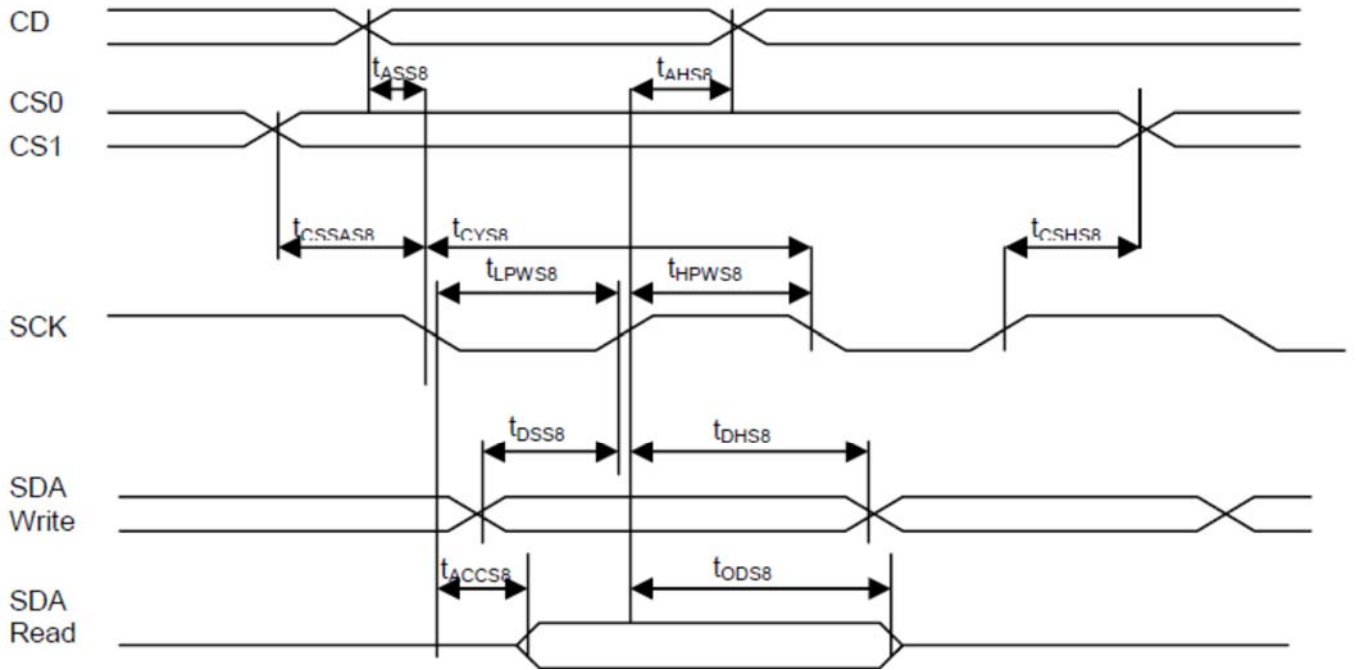 CD
tASS8
tAHS8
CS0
CS1
tCSSAS8
tCYS8
tCSHS8
tLPWS8
tHPWS8
SCK
tDSS8
tDHS8
SDA
Write
tACCS8
tODS8
SDA
Read